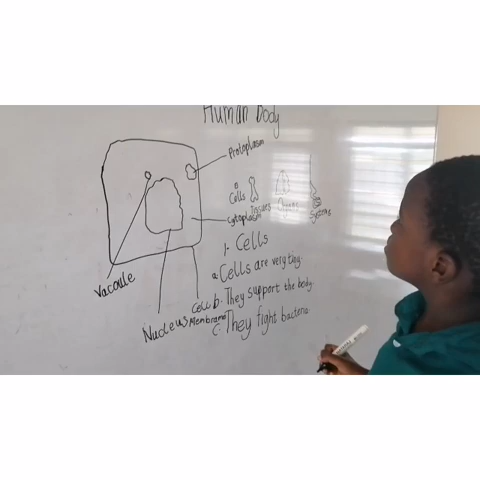 Human body
Protoplasm
Cells
Tissues
Organs
Systems
Cytoplasm
Vacoule
Nucleus
Cell
Membrane
1. Cells
a. Cells are very tiny.
b. They support the body.
c. They fight bacteria